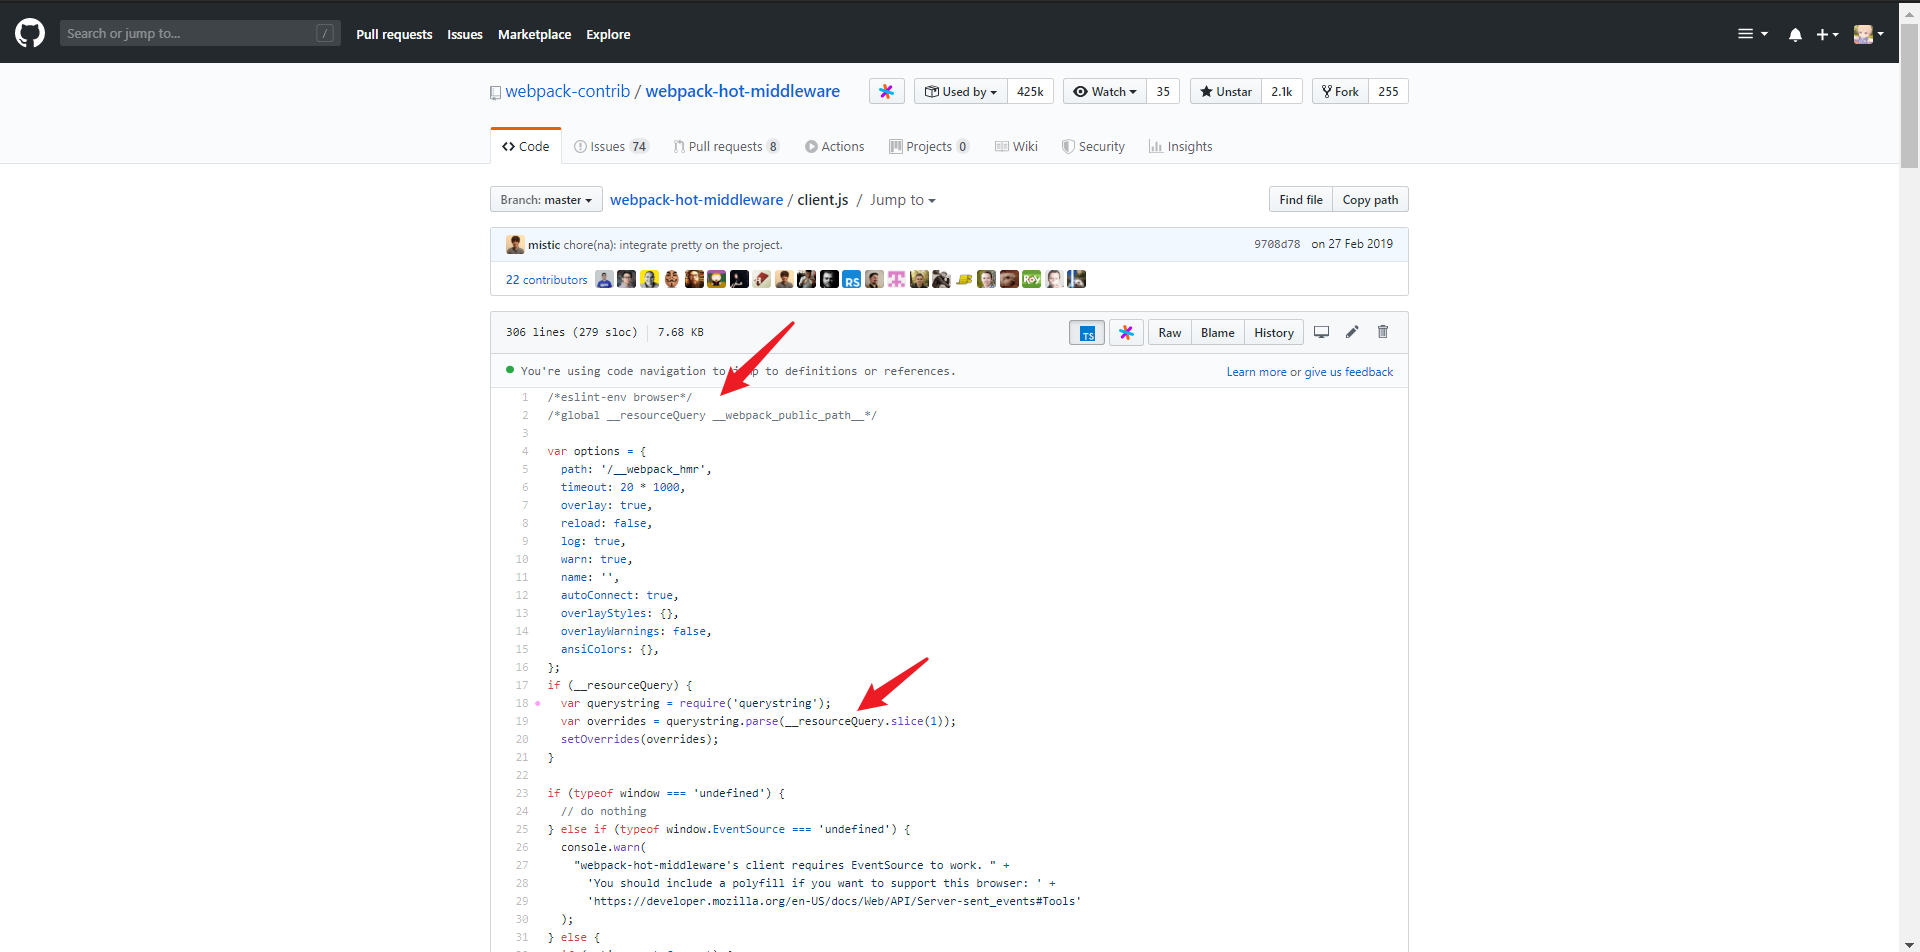 Search or jump to... /
Pull requests Issues Marketplace Explore
webpack-contrib / webpack-hot-middleware
Used by 425k Watch 35 Unstar 2.1k Fork 255
Code Issues 74 Pull requests 8 Actions Projects 0 Wiki Security Insights
Branch: master webpack-hot-middleware / client.js / Jump to
Find file Copy path
mistic chore(na): integrate pretty on the project.
9708d78 on 27 Feb 2019
22 contributors
RS
ROY
306 lines (279 sloc) 7.68 KB
TS Raw Blame History
You're using code navigation to jump to definitions or references.
Learn more or give us feedback
1 /*eslint-env browser*/
2 /*global __resourceQuery __webpack_public_path__*/
3
4 var options = {
5 path: '/__webpack_hmr',
6 timeout: 20 * 1000,
7 overlay: true,
8 reload: false,
9 log: true,
10 warn: true,
11 name: '',
12 autoConnect: true,
13 overlayStyles: {},
14 overlayWarnings: false,
15 ansiColors: {},
16 };
17 if (__resourceQuery) {
18 var querystring = require('querystring');
19 var overrides = querystring.parse(__resourceQuery.slice(1));
20 setOverrides(overrides);
21 }
22
23 if (typeof window === 'undefined') {
24 // do nothing
25 } else if (typeof window.EventSource === 'undefined') {
26 console.warn(
27 "webpack-hot-middleware's client requires EventSource to work. " +
28 'You should include a polyfill if you want to support this browser: ' +
29 'https://developer.mozilla.org/en-US/docs/Web/API/Server-sent_events#Tools'
30 );
31 } else {